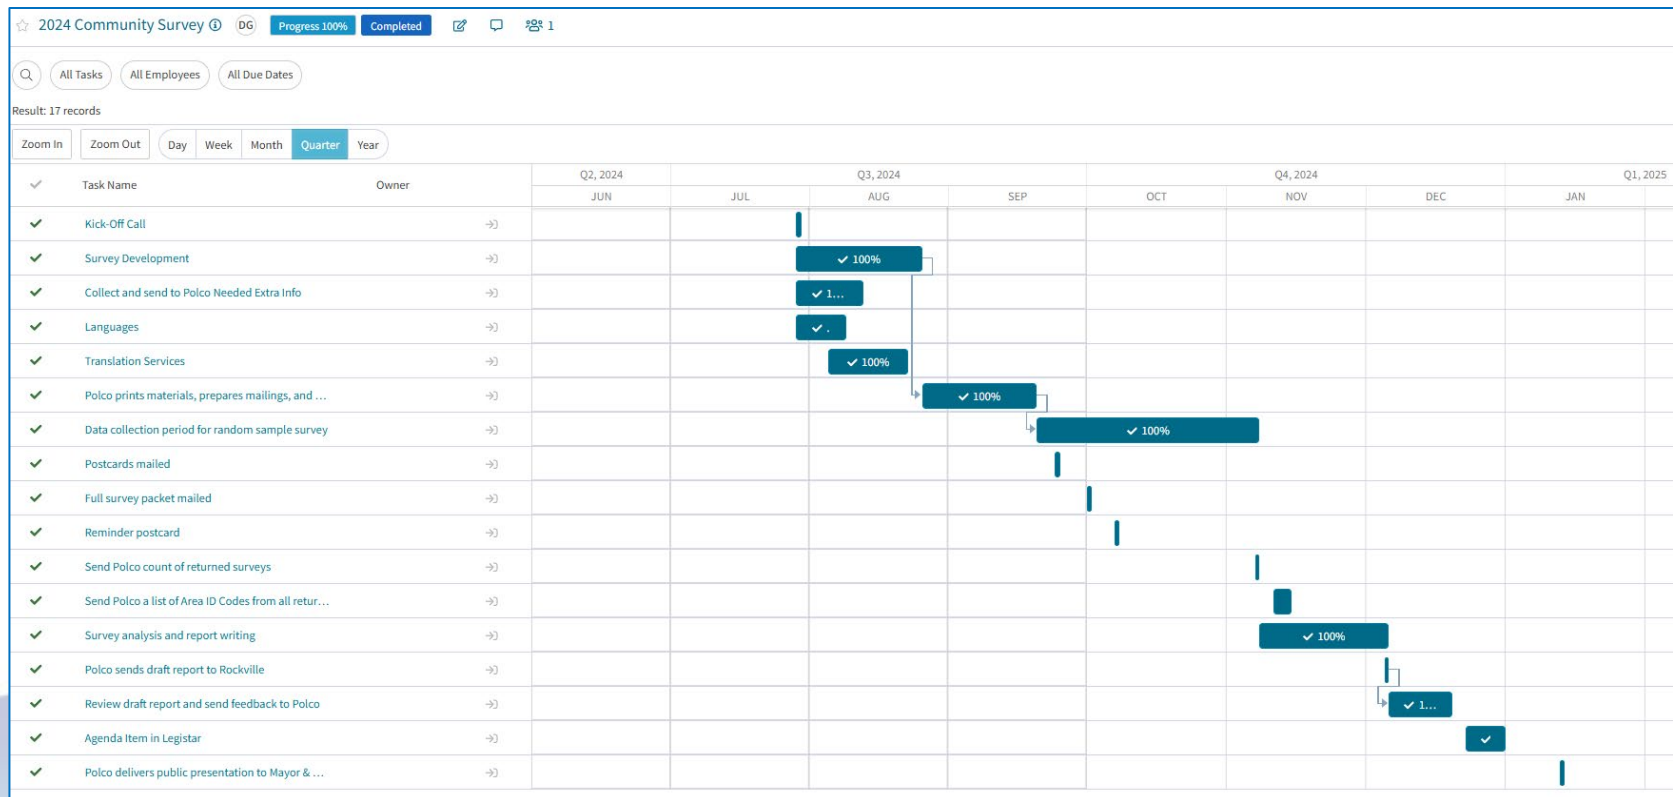 2024 Community Survey DG Progress 100% Completed 1
All Tasks All Employees All Due Dates
Result: 17 records
Zoom In Zoom Out Day Week Month Quarter Year
Task Name Owner Q2, 2024 Q3, 2024 Q4, 2024 Q1, 2025
JUN JUL AUG SEP OCT NOV DEC JAN
Kick-Off Call
Survey Development 100%
Collect and send to Polco Needed Extra Info 1...
Languages .
Translation Services 100%
Polco prints materials, prepares mailings, and ... 100%
Data collection period for random sample survey 100%
Postcards mailed
Full survey packet mailed
Reminder postcard
Send Polco count of returned surveys
Send Polco a list of Area ID Codes from all retur...
Survey analysis and report writing 100%
Polco sends draft report to Rockville
Review draft report and send feedback to Polco 1...
Agenda Item in Legistar
Polco delivers public presentation to Mayor & ...